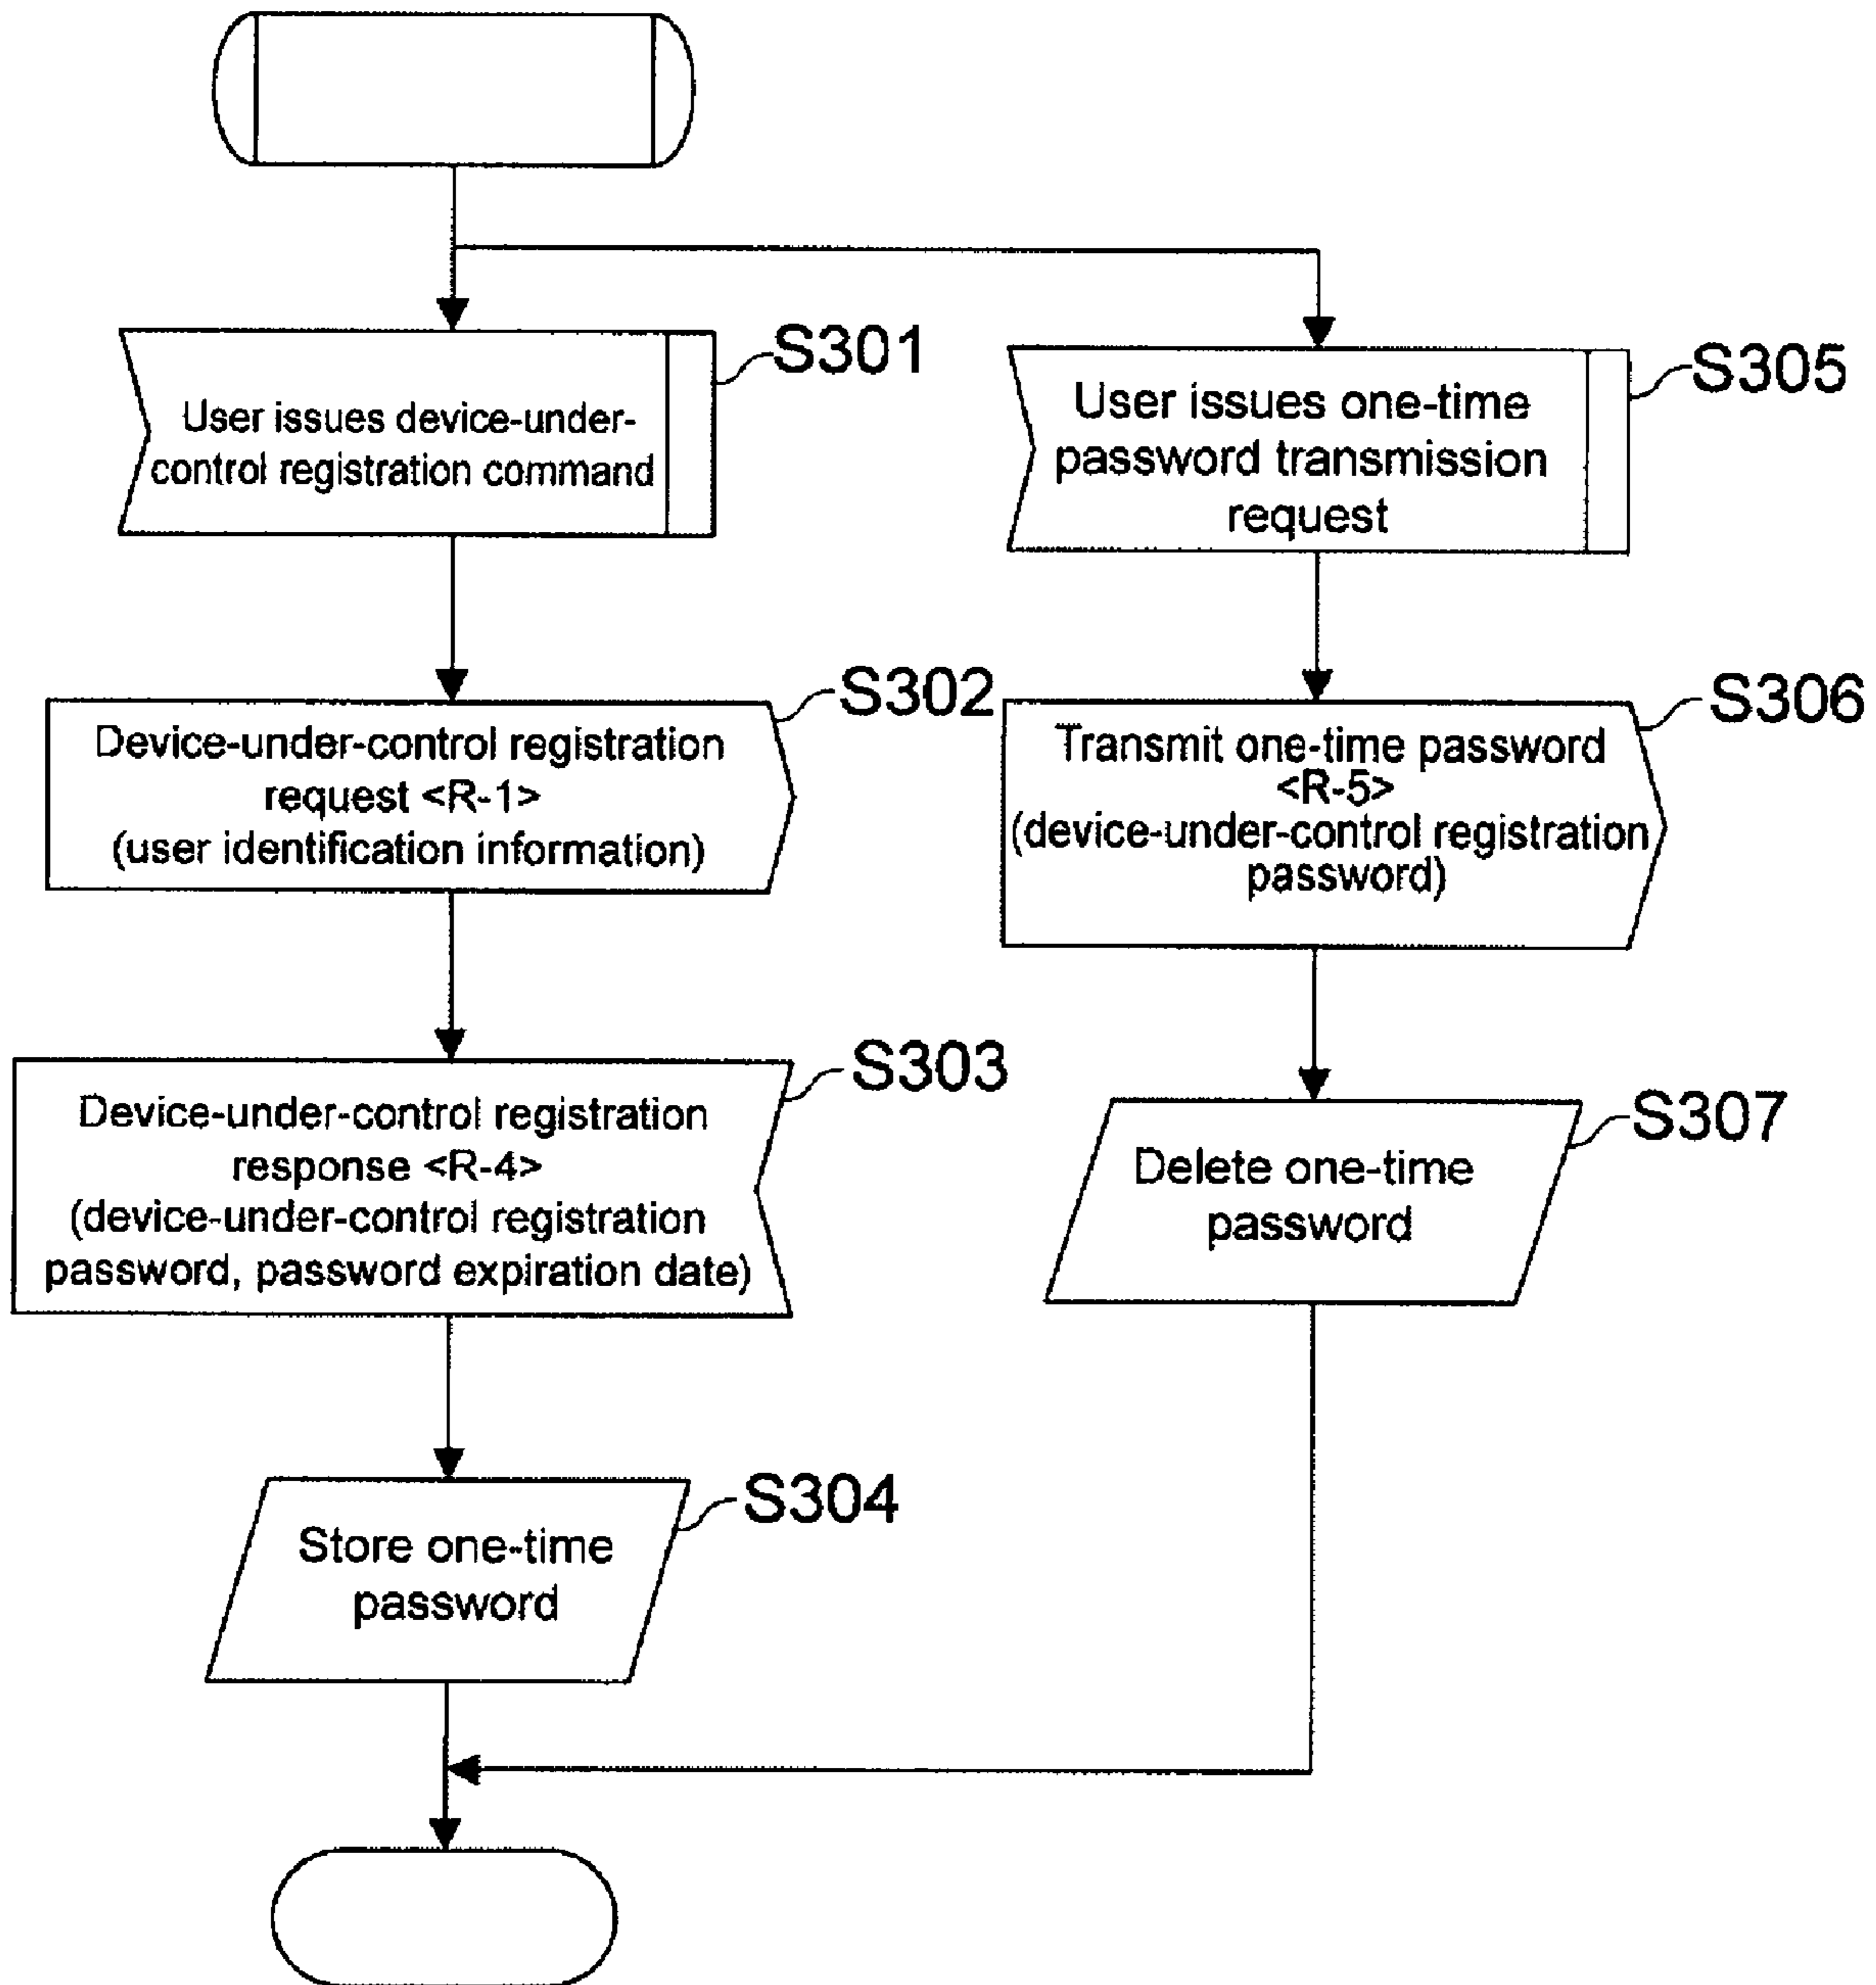 S301
User issues device-under-
control registration command
S302
Device-under-control registration
request <R-1>
(user identification information)
S303
Device-under-control registration
response <R-4>
(device-under-control registration
password, password expiration date)
S304
Store one-time
password
S305
User issues one-time
password transmission
request
S306
Transmit one-time password
<R-5>
(device-under-control registration
password)
S307
Delete one-time
password